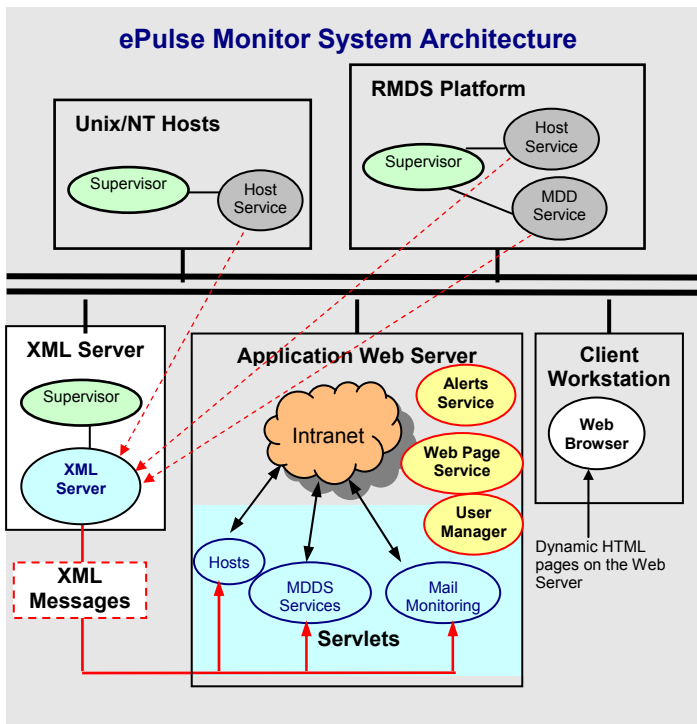 ePulse Monitor System Architecture
Unix/NT Hosts
Supervisor
Host
Service
RMDS Platform
Supervisor
Host
Service
MDD
Service
XML Server
Supervisor
XML
Server
XML
Messages
Application Web Server
Intranet
Alerts
Service
Web Page
Service
User
Manager
Hosts
MDDS
Services
Mail
Monitoring
Servlets
Client
Workstation
Web
Browser
Dynamic HTML
pages on the Web
Server